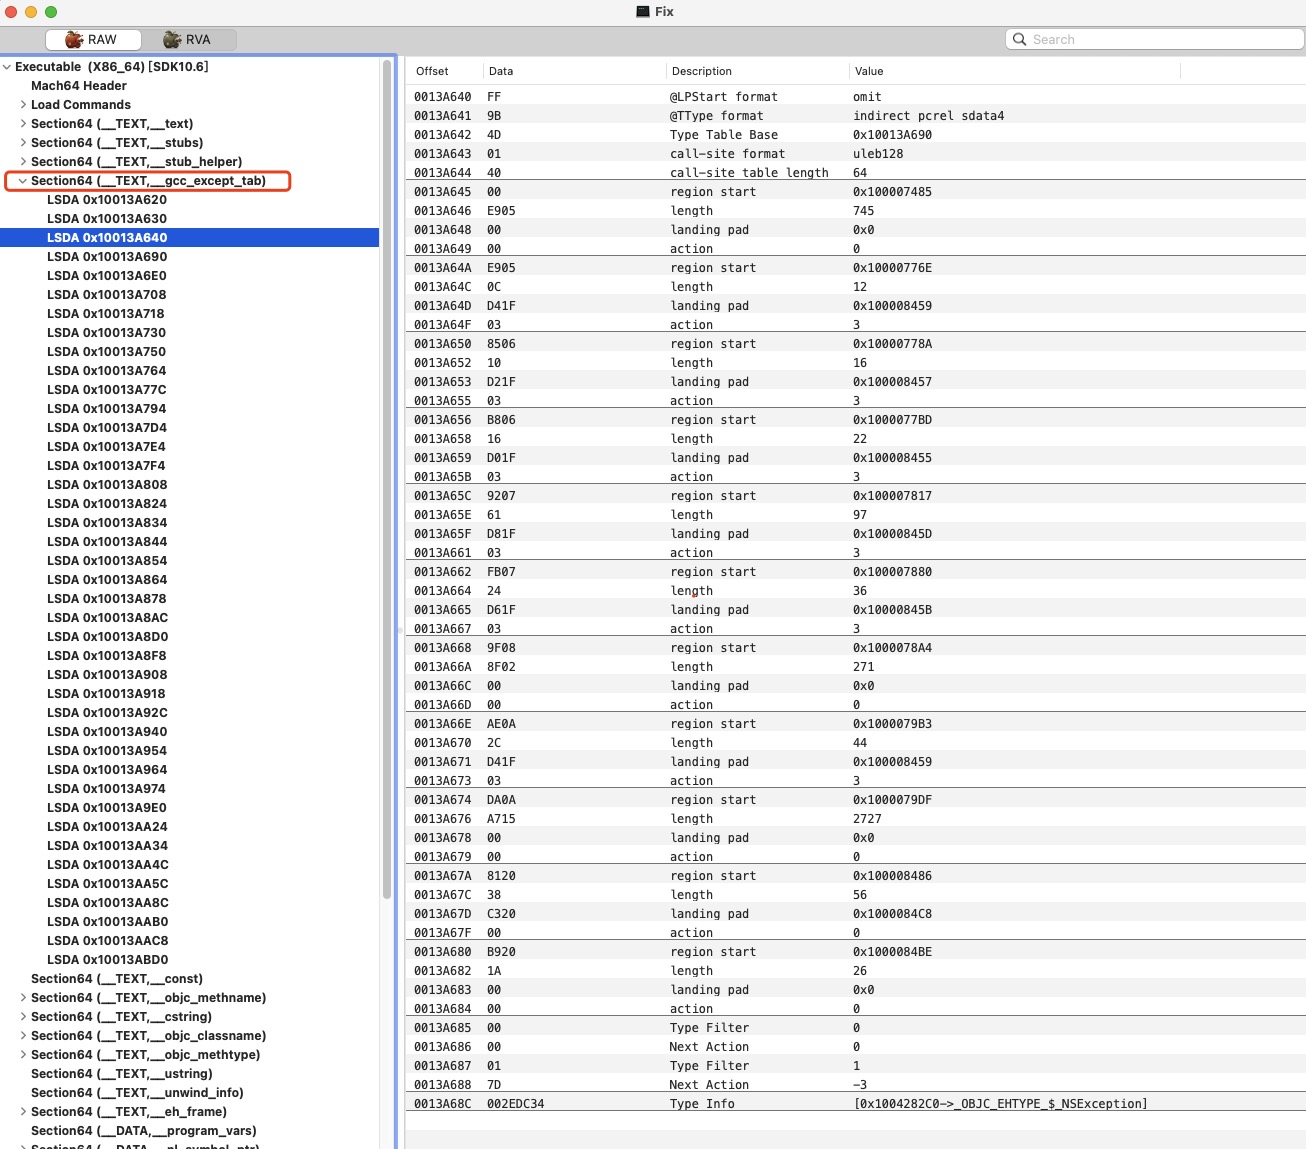 Fix
RAW
RVA
Search
Executable (X86_64) [SDK10.6]
Mach64 Header
Load Commands
Section64 (__TEXT,__text)
Section64 (__TEXT,__stubs)
Section64 (__TEXT,__stub_helper)
Section64 (__TEXT,__gcc_except_tab)
LSDA 0x10013A620
LSDA 0x10013A630
LSDA 0x10013A640
LSDA 0x10013A690
LSDA 0x10013A6E0
LSDA 0x10013A708
LSDA 0x10013A718
LSDA 0x10013A730
LSDA 0x10013A750
LSDA 0x10013A764
LSDA 0x10013A77C
LSDA 0x10013A794
LSDA 0x10013A7D4
LSDA 0x10013A7E4
LSDA 0x10013A7F4
LSDA 0x10013A808
LSDA 0x10013A824
LSDA 0x10013A834
LSDA 0x10013A844
LSDA 0x10013A854
LSDA 0x10013A864
LSDA 0x10013A878
LSDA 0x10013A8AC
LSDA 0x10013A8D0
LSDA 0x10013A8F8
LSDA 0x10013A908
LSDA 0x10013A918
LSDA 0x10013A92C
LSDA 0x10013A940
LSDA 0x10013A954
LSDA 0x10013A964
LSDA 0x10013A974
LSDA 0x10013A9E0
LSDA 0x10013AA24
LSDA 0x10013AA34
LSDA 0x10013AA4C
LSDA 0x10013AA5C
LSDA 0x10013AA8C
LSDA 0x10013AAB0
LSDA 0x10013AAC8
LSDA 0x10013ABD0
Section64 (__TEXT,__const)
Section64 (__TEXT,__objc_methname)
Section64 (__TEXT,__cstring)
Section64 (__TEXT,__objc_classname)
Section64 (__TEXT,__objc_methtype)
Section64 (__TEXT,__ustring)
Section64 (__TEXT,__unwind_info)
Section64 (__TEXT,__eh_frame)
Section64 (__DATA,__program_vars)
Section64 (__DATA,__nl_symbol_ptr)
Offset Data Description Value
0013A640 FF @LPStart format omit
0013A641 9B @TType format indirect pcrel sdata4
0013A642 4D Type Table Base 0x10013A690
0013A643 01 call-site format uleb128
0013A644 40 call-site table length 64
0013A645 00 region start 0x100007485
0013A646 E905 length 745
0013A648 00 landing pad 0x0
0013A649 00 action 0
0013A64A E905 region start 0x10000776E
0013A64C 0C length 12
0013A64D D41F landing pad 0x100008459
0013A64F 03 action 3
0013A650 8506 region start 0x10000778A
0013A652 10 length 16
0013A653 D21F landing pad 0x100008457
0013A655 03 action 3
0013A656 B806 region start 0x1000077BD
0013A658 16 length 22
0013A659 D01F landing pad 0x100008455
0013A65B 03 action 3
0013A65C 9207 region start 0x100007817
0013A65E 61 length 97
0013A65F D81F landing pad 0x10000845D
0013A661 03 action 3
0013A662 FB07 region start 0x100007880
0013A664 24 length 36
0013A665 D61F landing pad 0x10000845B
0013A667 03 action 3
0013A668 9F08 region start 0x1000078A4
0013A66A 8F02 length 271
0013A66C 00 landing pad 0x0
0013A66D 00 action 0
0013A66E AE0A region start 0x1000079B3
0013A670 2C length 44
0013A671 D41F landing pad 0x100008459
0013A673 03 action 3
0013A674 DA0A region start 0x1000079DF
0013A676 A715 length 2727
0013A678 00 landing pad 0x0
0013A679 00 action 0
0013A67A 8120 region start 0x100008486
0013A67C 38 length 56
0013A67D C320 landing pad 0x1000084C8
0013A67F 00 action 0
0013A680 B920 region start 0x1000084BE
0013A682 1A length 26
0013A683 00 landing pad 0x0
0013A684 00 action 0
0013A685 00 Type Filter 0
0013A686 00 Next Action 0
0013A687 01 Type Filter 1
0013A688 7D Next Action -3
0013A68C 002EDC34 Type Info [0x1004282C0->_OBJC_EHTYPE_$_NSException]